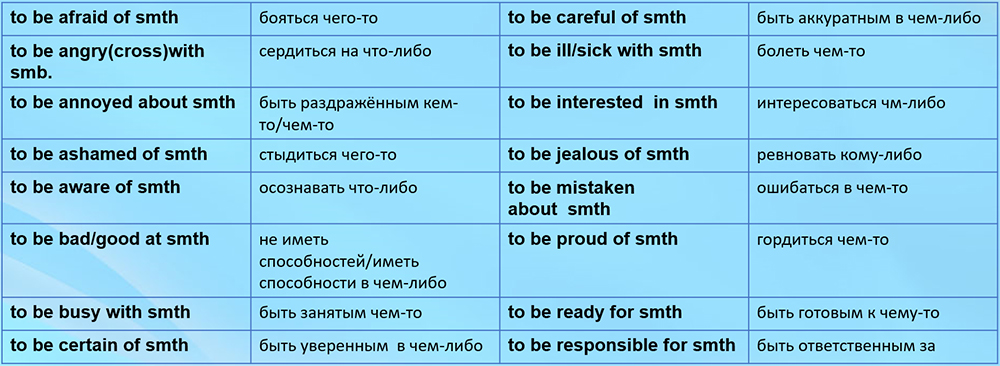 to be afraid of smth бояться чего-то to be careful of smth быть аккуратным в чем-либо
to be angry(cross)with сердиться на что-либо to be ill/sick with smth болеть чем-то
smb.
to be annoyed about smth быть раздражённым кем- to be interested in smth интересоваться чм-либо
то/чем-то
to be ashamed of smth стыдиться чего-то to be jealous of smth ревновать кому-либо
to be aware of smth осознавать что-либо to be mistaken ошибаться в чем-то
about smth
to be bad/good at smth не иметь to be proud of smth гордиться чем-то
способностей/иметь
способности в чем-либо
to be busy with smth быть занятым чем-то to be ready for smth быть готовым к чему-то
to be certain of smth быть уверенным в чем-либо to be responsible for smth быть ответственным за